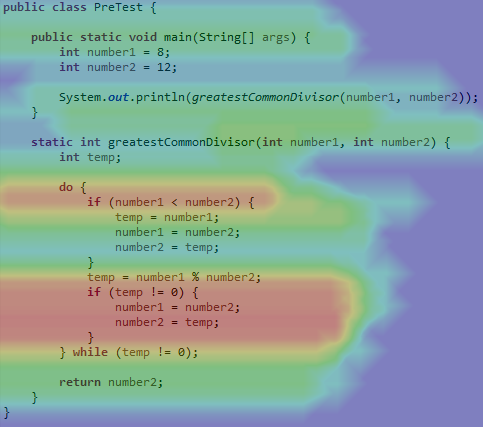 public class PreTest {
    public static void main(String[] args) {
        int number1 = 8;
        int number2 = 12;
        System.out.println(greatestCommonDivisor(number1, number2));
    }
    static int greatestCommonDivisor(int number1, int number2) {
        int temp;
        do {
            if (number1 < number2) {
                temp = number1;
                number1 = number2;
                number2 = temp;
            }
            temp = number1 % number2;
            if (temp != 0) {
                number1 = number2;
                number2 = temp;
            }
        } while (temp != 0);
        return number2;
    }
}